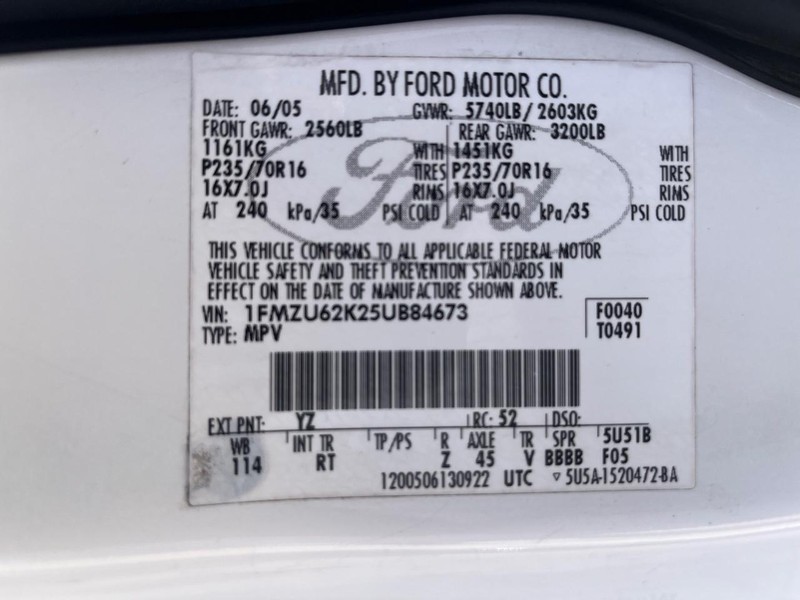 MFD. BY FORD MOTOR CO.
DATE: 06/05 GVWR: 5740LB/ 2603KG
FRONT GAWR: 2560LB REAR GAWR: 3200LB
1161KG WITH 1451KG WITH
P235/70R16 TIRES P235/70R16 TIRES
16X7.0J RIMS 16X7.0J RIMS
AT 240 kPa/35 PSI COLD AT 240 kPa/35 PSI COLD
Ford
THIS VEHICLE CONFORMS TO ALL APPLICABLE FEDERAL MOTOR
VEHICLE SAFETY AND THEFT PREVENTION STANDARDS IN
EFFECT ON THE DATE OF MANUFACTURE SHOWN ABOVE.
VIN: 1FMZU62K25UB84673 F0040
TYPE: MPV T0491
EXT PNT: YZ RC: 52 DSO:
WB INT TR TP/PS R AXLE TR SPR 5U51B
114 RT Z 45 V BBBB F05
1200506130922 UTC ▽5U5A-1520472-BA